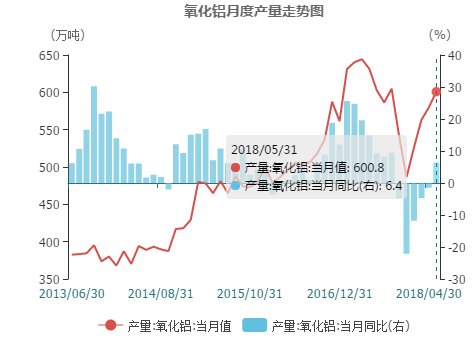 氧化铝月度产量走势图
(万吨) (%)
650 40
600 30
550 20
2018/05/31
10
500 产量:氧化铝:当月值: 600.8
450 产量:氧化铝:当月同比(右): 6.4 0
-10
400 -20
350 -30
2013/06/30 2014/08/31 2015/10/31 2016/12/31 2018/04/30
产量:氧化铝:当月值 产量:氧化铝:当月同比(右)